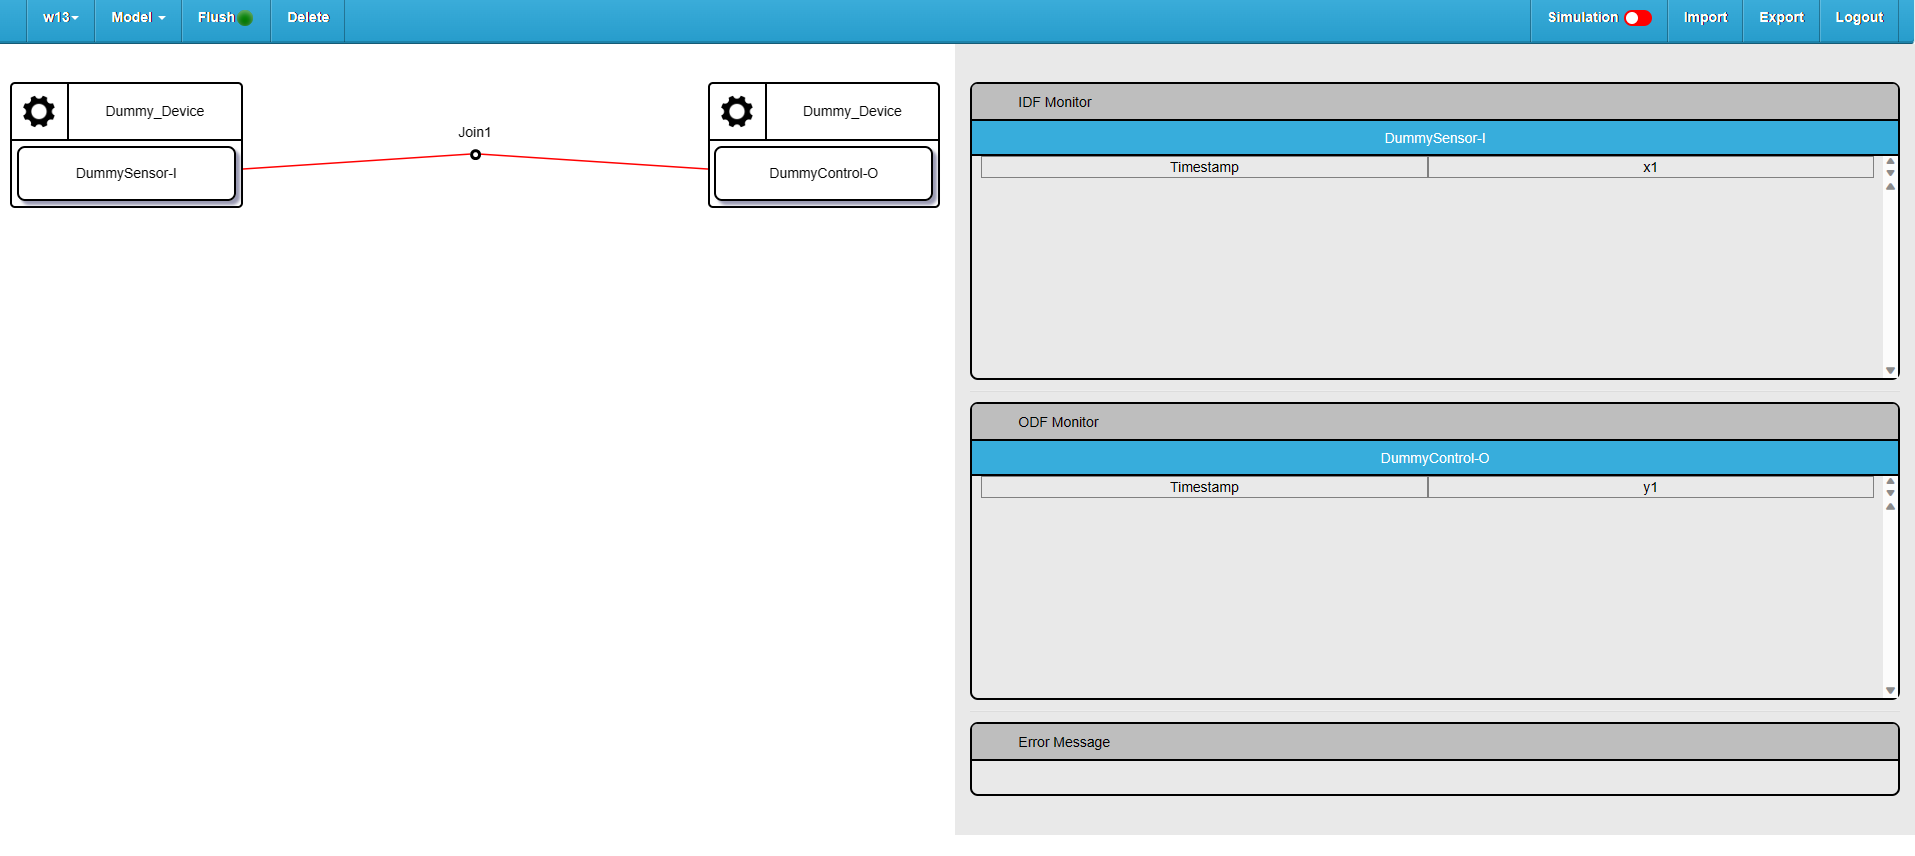 w13 Model Flush Delete Simulation Import Export Logout
Dummy_Device
DummySensor-I
Join1
Dummy_Device
DummyControl-O
IDF Monitor
DummySensor-I
Timestamp x1
ODF Monitor
DummyControl-O
Timestamp y1
Error Message